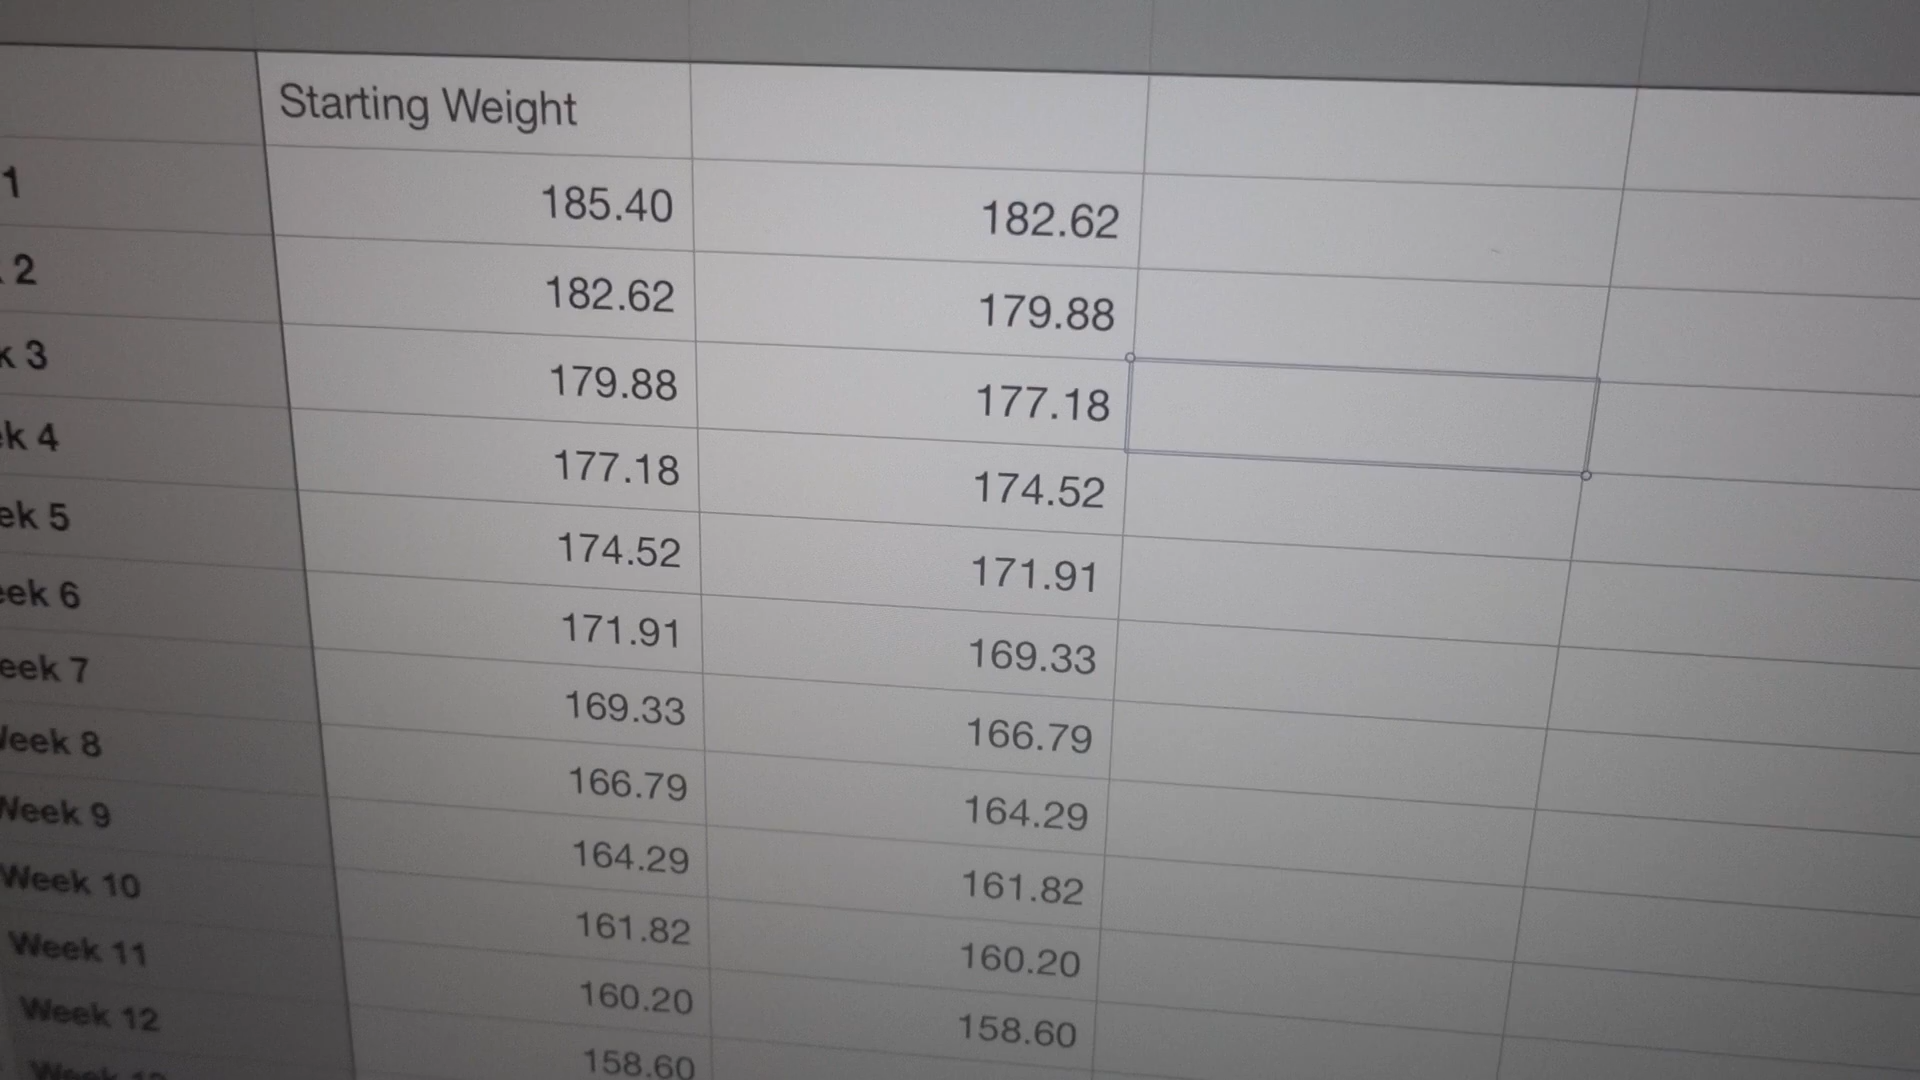 Starting Weight
1 185.40 182.62
2 182.62 179.88
k 3 179.88 177.18
k 4 177.18 174.52
ek 5 174.52 171.91
eek 6 171.91 169.33
eek 7 169.33 166.79
Week 8 166.79 164.29
Week 9 164.29 161.82
Week 10 161.82 160.20
Week 11 160.20 158.60
Week 12 158.60
Week